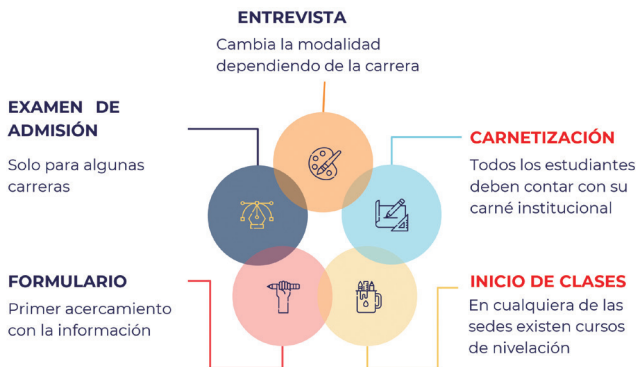 ENTREVISTA
Cambia la modalidad
dependiendo de la carrera
EXAMEN DE
ADMISIÓN
Solo para algunas
carreras
CARNETIZACIÓN
Todos los estudiantes
deben contar con su
carné institucional
FORMULARIO
Primer acercamiento
con la información
INICIO DE CLASES
En cualquiera de las
sedes existen cursos
de nivelación